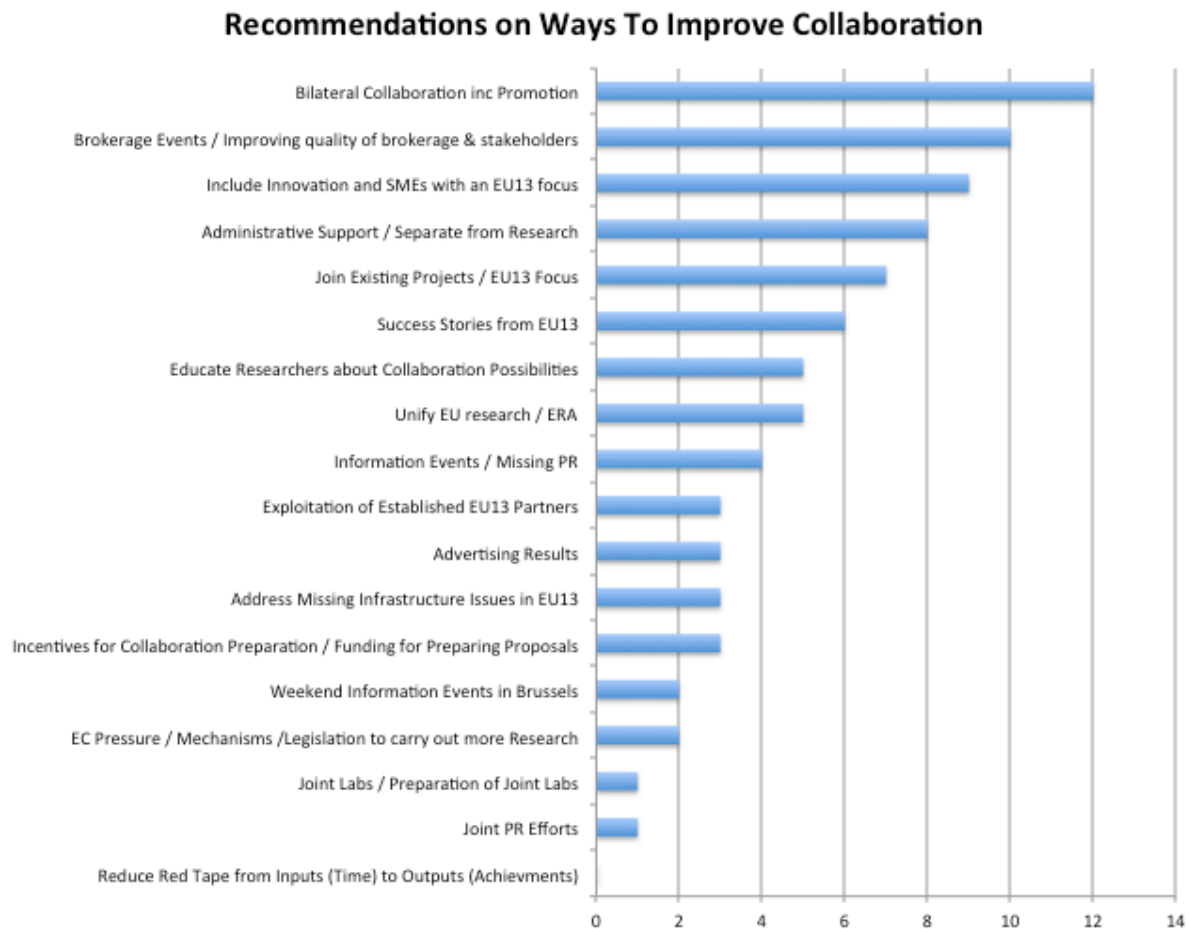 Recommendations on Ways To Improve Collaboration
Bilateral Collaboration inc Promotion
Brokerage Events / Improving quality of brokerage & stakeholders
Include Innovation and SMEs with an EU13 focus
Administrative Support / Separate from Research
Join Existing Projects / EU13 Focus
Success Stories from EU13
Educate Researchers about Collaboration Possibilities
Unify EU research / ERA
Information Events / Missing PR
Exploitation of Established EU13 Partners
Advertising Results
Address Missing Infrastructure Issues in EU13
Incentives for Collaboration Preparation / Funding for Preparing Proposals
Weekend Information Events in Brussels
EC Pressure / Mechanisms /Legislation to carry out more Research
Joint Labs / Preparation of Joint Labs
Joint PR Efforts
Reduce Red Tape from Inputs (Time) to Outputs (Achievments)
0 2 4 6 8 10 12 14